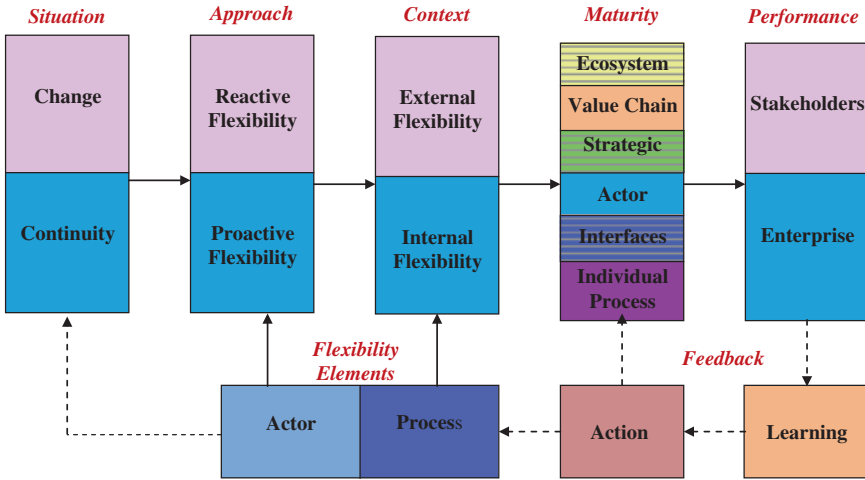 Situation
Approach
Context
Maturity
Performance
Change
Continuity
Reactive
Flexibility
Proactive
Flexibility
External
Flexibility
Internal
Flexibility
Ecosystem
Value Chain
Strategic
Actor
Interfaces
Individual
Process
Stakeholders
Enterprise
Flexibility
Elements
Feedback
Actor
Process
Action
Learning